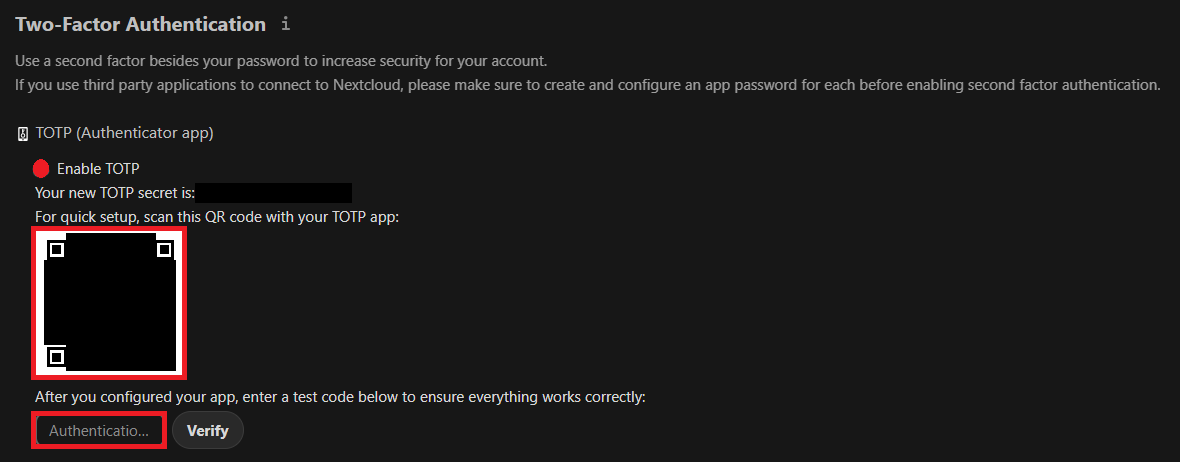 Two-Factor Authentication i
Use a second factor besides your password to increase security for your account.
If you use third party applications to connect to Nextcloud, please make sure to create and configure an app password for each before enabling second factor authentication.
TOTP (Authenticator app)
Enable TOTP
Your new TOTP secret is:
For quick setup, scan this QR code with your TOTP app:
After you configured your app, enter a test code below to ensure everything works correctly:
Authenticatio... Verify